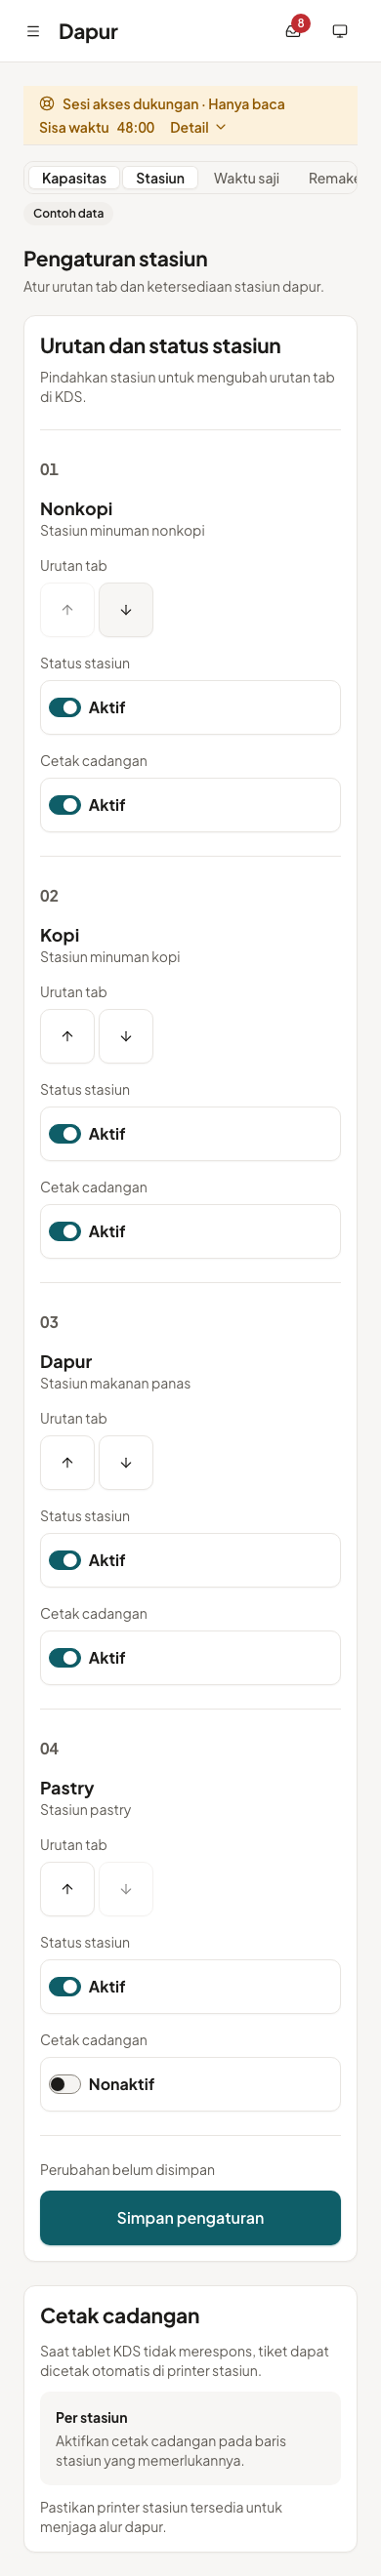 Dapur
8
Sesi akses dukungan · Hanya baca
Sisa waktu 48:00 Detail
Kapasitas Stasiun Waktu saji Remake
Contoh data
Pengaturan stasiun
Atur urutan tab dan ketersediaan stasiun dapur.
Urutan dan status stasiun
Pindahkan stasiun untuk mengubah urutan tab
di KDS.
01
Nonkopi
Stasiun minuman nonkopi
Urutan tab
↑ ↓
Status stasiun
Aktif
Cetak cadangan
Aktif
02
Kopi
Stasiun minuman kopi
Urutan tab
↑ ↓
Status stasiun
Aktif
Cetak cadangan
Aktif
03
Dapur
Stasiun makanan panas
Urutan tab
↑ ↓
Status stasiun
Aktif
Cetak cadangan
Aktif
04
Pastry
Stasiun pastry
Urutan tab
↑ ↓
Status stasiun
Aktif
Cetak cadangan
Nonaktif
Perubahan belum disimpan
Simpan pengaturan
Cetak cadangan
Saat tablet KDS tidak merespons, tiket dapat
dicetak otomatis di printer stasiun.
Per stasiun
Aktifkan cetak cadangan pada baris
stasiun yang memerlukannya.
Pastikan printer stasiun tersedia untuk
menjaga alur dapur.